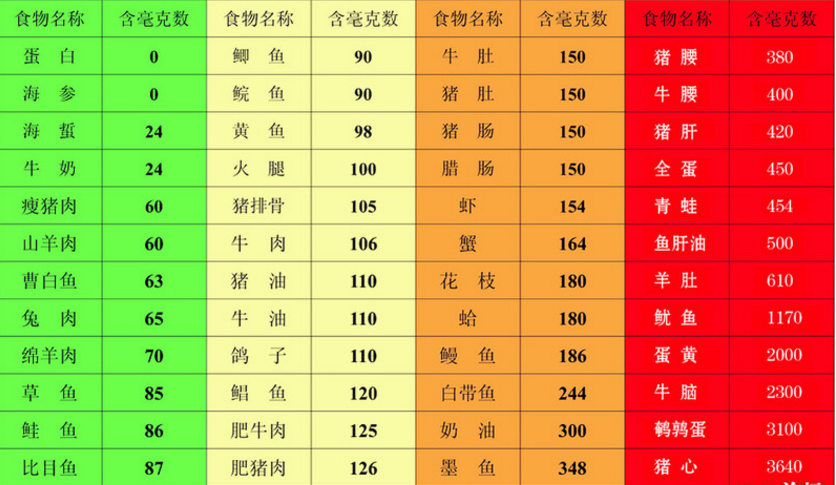 食物名称 含毫克数 食物名称 含毫克数 食物名称 含毫克数 食物名称 含毫克数
蛋白 0 鲫鱼 90 牛肚 150 猪腰 380
海参 0 鲩鱼 90 猪肚 150 牛腰 400
海蜇 24 黄鱼 98 猪肠 150 猪肝 420
牛奶 24 火腿 100 腊肠 150 全蛋 450
瘦猪肉 60 猪排骨 105 虾 154 青蛙 454
山羊肉 60 牛肉 106 蟹 164 鱼肝油 500
曹白鱼 63 猪油 110 花枝 180 羊肚 610
兔肉 65 牛油 110 蛤 180 鱿鱼 1170
绵羊肉 70 鸽子 110 鳗鱼 186 蛋黄 2000
草鱼 85 鲳鱼 120 白带鱼 244 牛脑 2300
鲑鱼 86 肥牛肉 125 奶油 300 鹌鹑蛋 3100
比目鱼 87 肥猪肉 126 墨鱼 348 猪心 3640